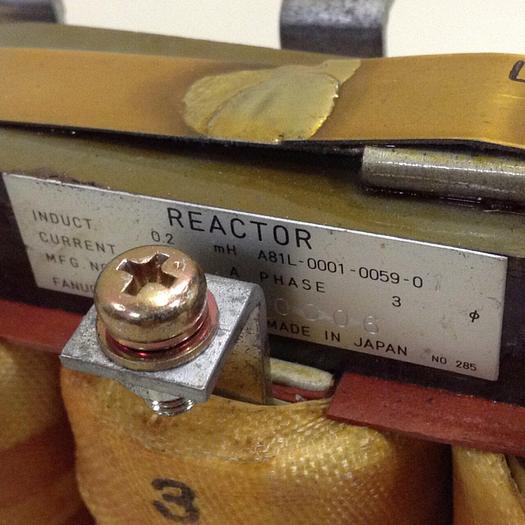 REACTOR
INDUCT. 0.2 mH A81L-0001-0059-0
CURRENT A PHASE 3 φ
MFG. NO
FANUC MADE IN JAPAN NO 285
3